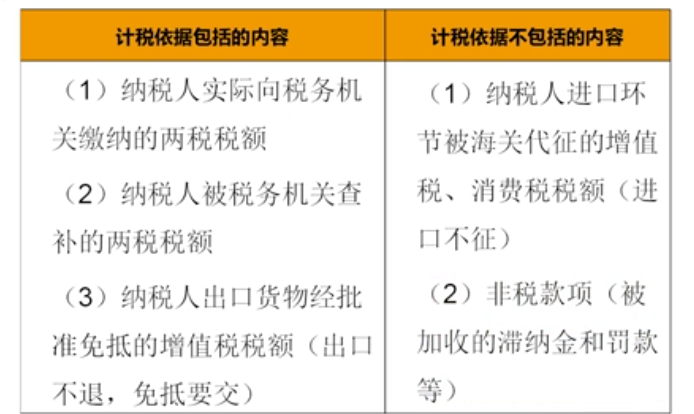 计税依据包括的内容
（1）纳税人实际向税务机
关缴纳的两税税额
（2）纳税人被税务机关查
补的两税税额
（3）纳税人出口货物经批
准免抵的增值税税额（出口
不退，免抵要交）
计税依据不包括的内容
（1）纳税人进口环
节被海关代征的增值
税、消费税税额（进
口不征）
（2）非税款项（被
加收的滞纳金和罚款
等）